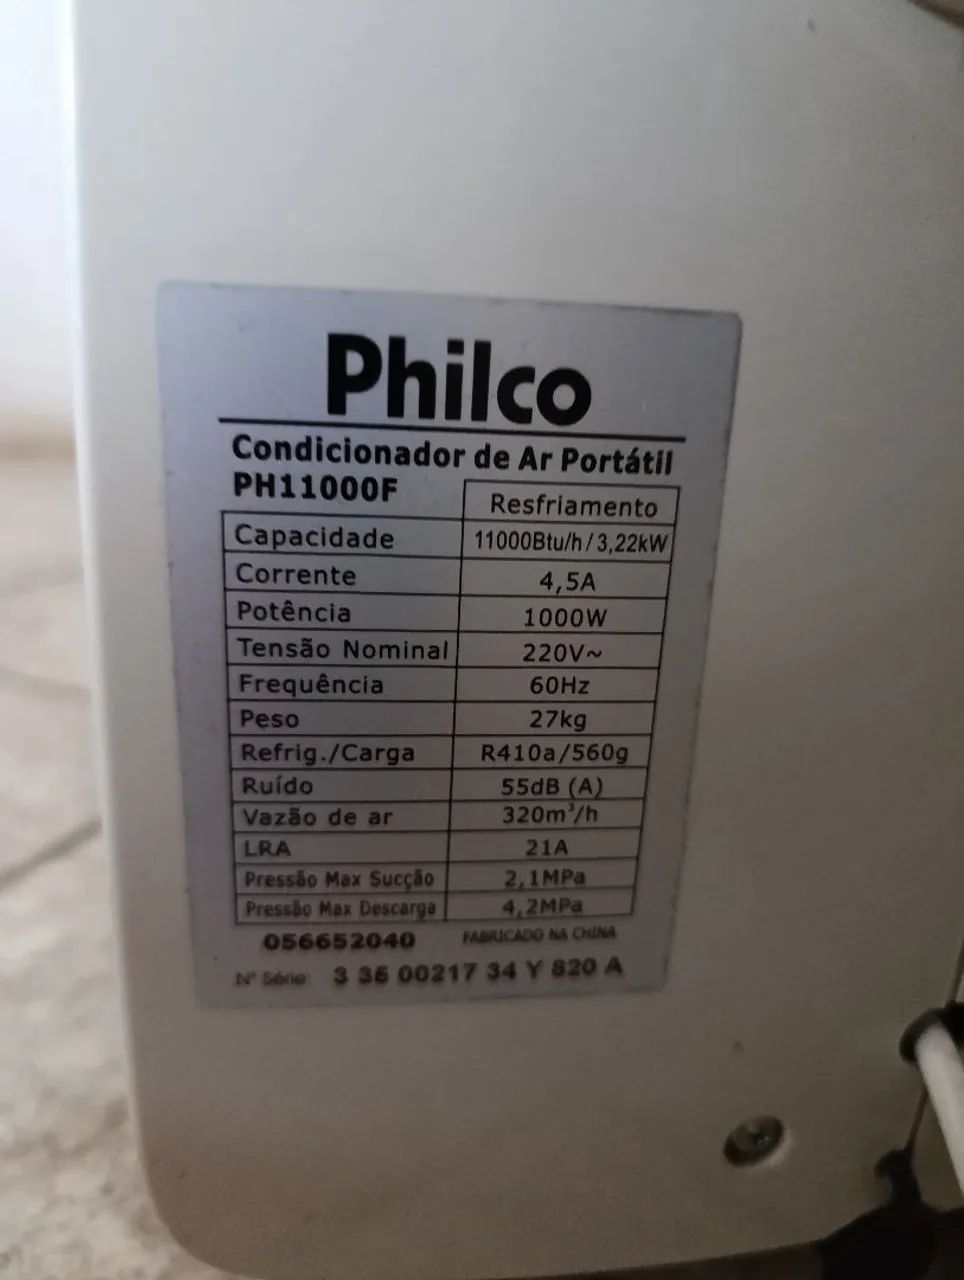 Philco
Condicionador de Ar Portátil
PH11000F
Resfriamento
Capacidade 11000Btu/h/3,22kW
Corrente 4,5A
Potência 1000W
Tensão Nominal 220V~
Frequência 60Hz
Peso 27kg
Refrig./Carga R410a/560g
Ruído 55dB (A)
Vazão de ar 320m³/h
LRA 21A
Pressão Max Sucção 2,1MPa
Pressão Max Descarga 4,2MPa
056652040 FABRICADO NA CHINA
Nº Série: 3 36 00217 34 Y 820 A